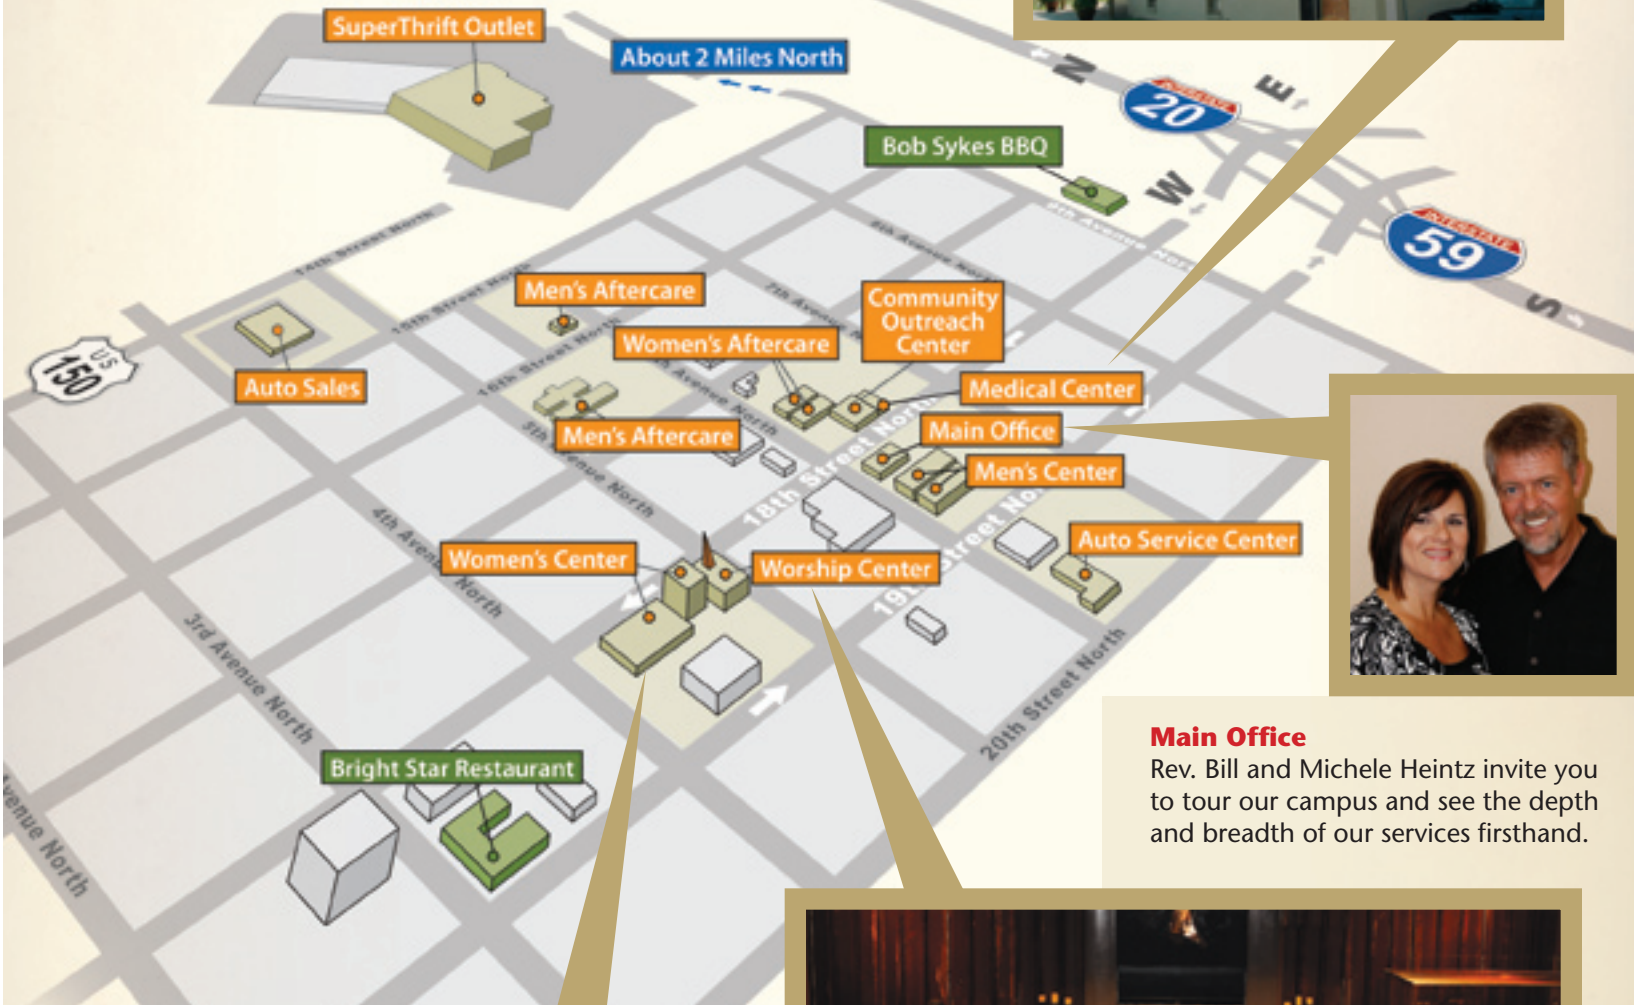 SuperThrift Outlet
About 2 Miles North
N
E
INTERSTATE
20
Bob Sykes BBQ
W
9th Avenue North
INTERSTATE
59
S
8th Avenue North
14th Street North
15th Street North
Men's Aftercare
7th Avenue N
Community
Outreach
Center
16th Street North
Women's Aftercare
Avenue North
US
150
Auto Sales
Medical Center
Main Office
Men's Aftercare
Men's Center
5th Avenue North
18th Street North
19th Street North
Auto Service Center
4th Avenue North
Women's Center
Worship Center
3rd Avenue North
20th Street North
Bright Star Restaurant
Avenue North
Main Office
Rev. Bill and Michele Heintz invite you
to tour our campus and see the depth
and breadth of our services firsthand.